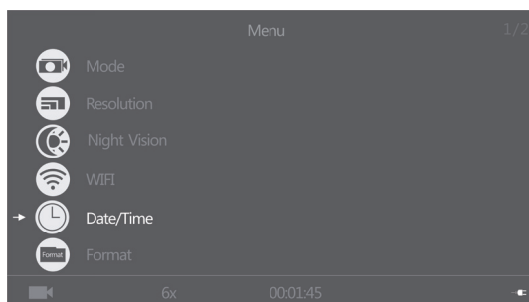 Menu 1/2
Mode
Resolution
Night Vision
WIFI
Date/Time
Format Format
6x 00:01:45